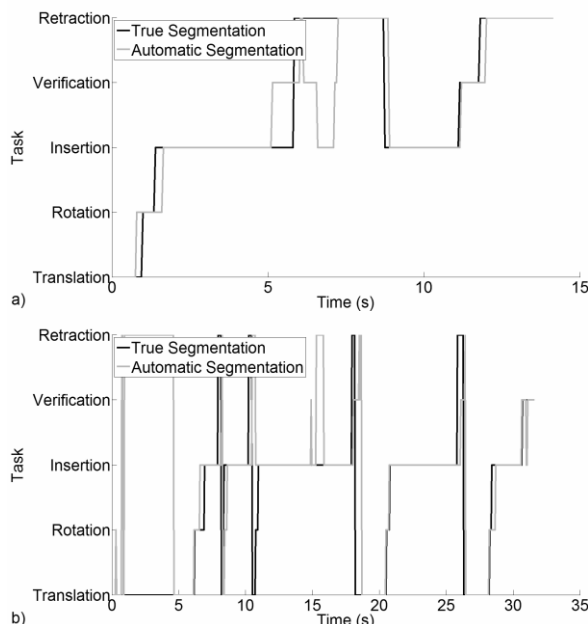 Retraction
True Segmentation
Automatic Segmentation
Verification
Task
Insertion
Rotation
Translation
0 5 10 15
a) Time (s)
Retraction
True Segmentation
Automatic Segmentation
Verification
Task
Insertion
Rotation
Translation
0 5 10 15 20 25 30 35
b) Time (s)